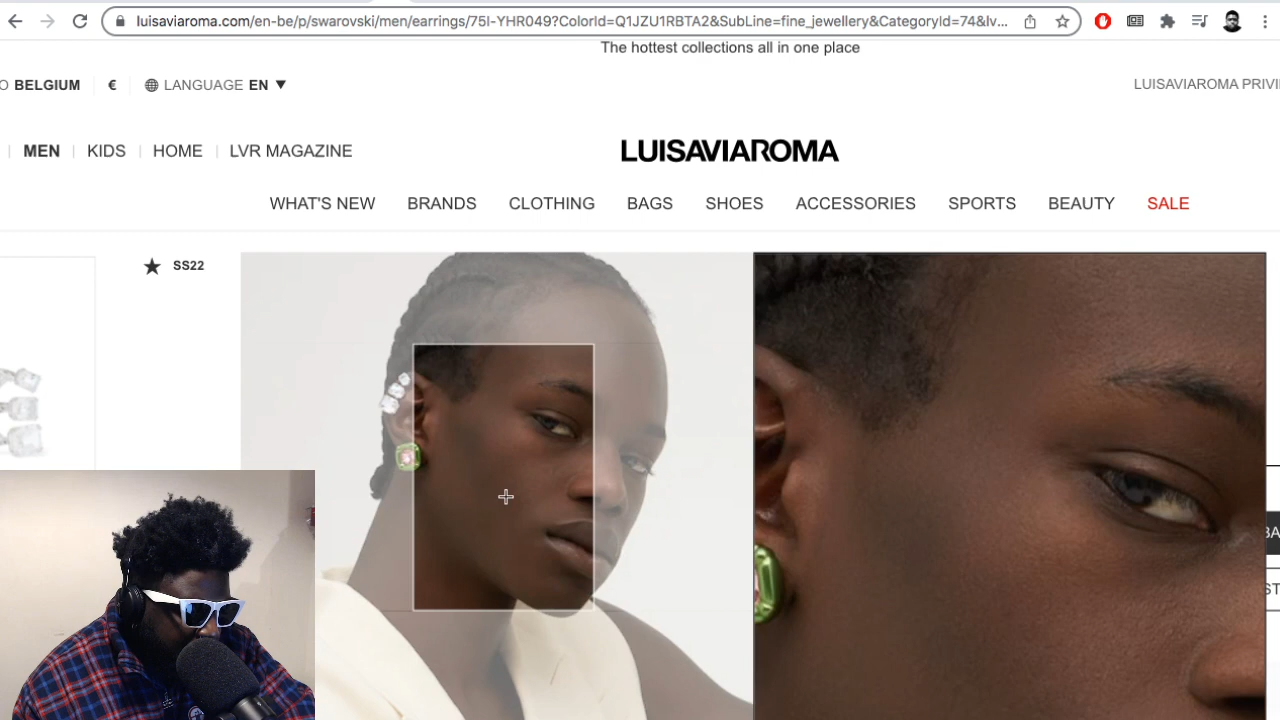 luisaviaroma.com/en-be/p/swarovski/men/earrings/75I-YHR049?ColorId=Q1JZU1RBTA2&SubLine=fine_jewellery&CategoryId=74&lv...
The hottest collections all in one place
O BELGIUM € LANGUAGE EN ▼
LUISAVIAROMA PRIVI
MEN KIDS HOME LVR MAGAZINE
LUISAVIAROMA
WHAT'S NEW BRANDS CLOTHING BAGS SHOES ACCESSORIES SPORTS BEAUTY SALE
★ SS22
BA
ST